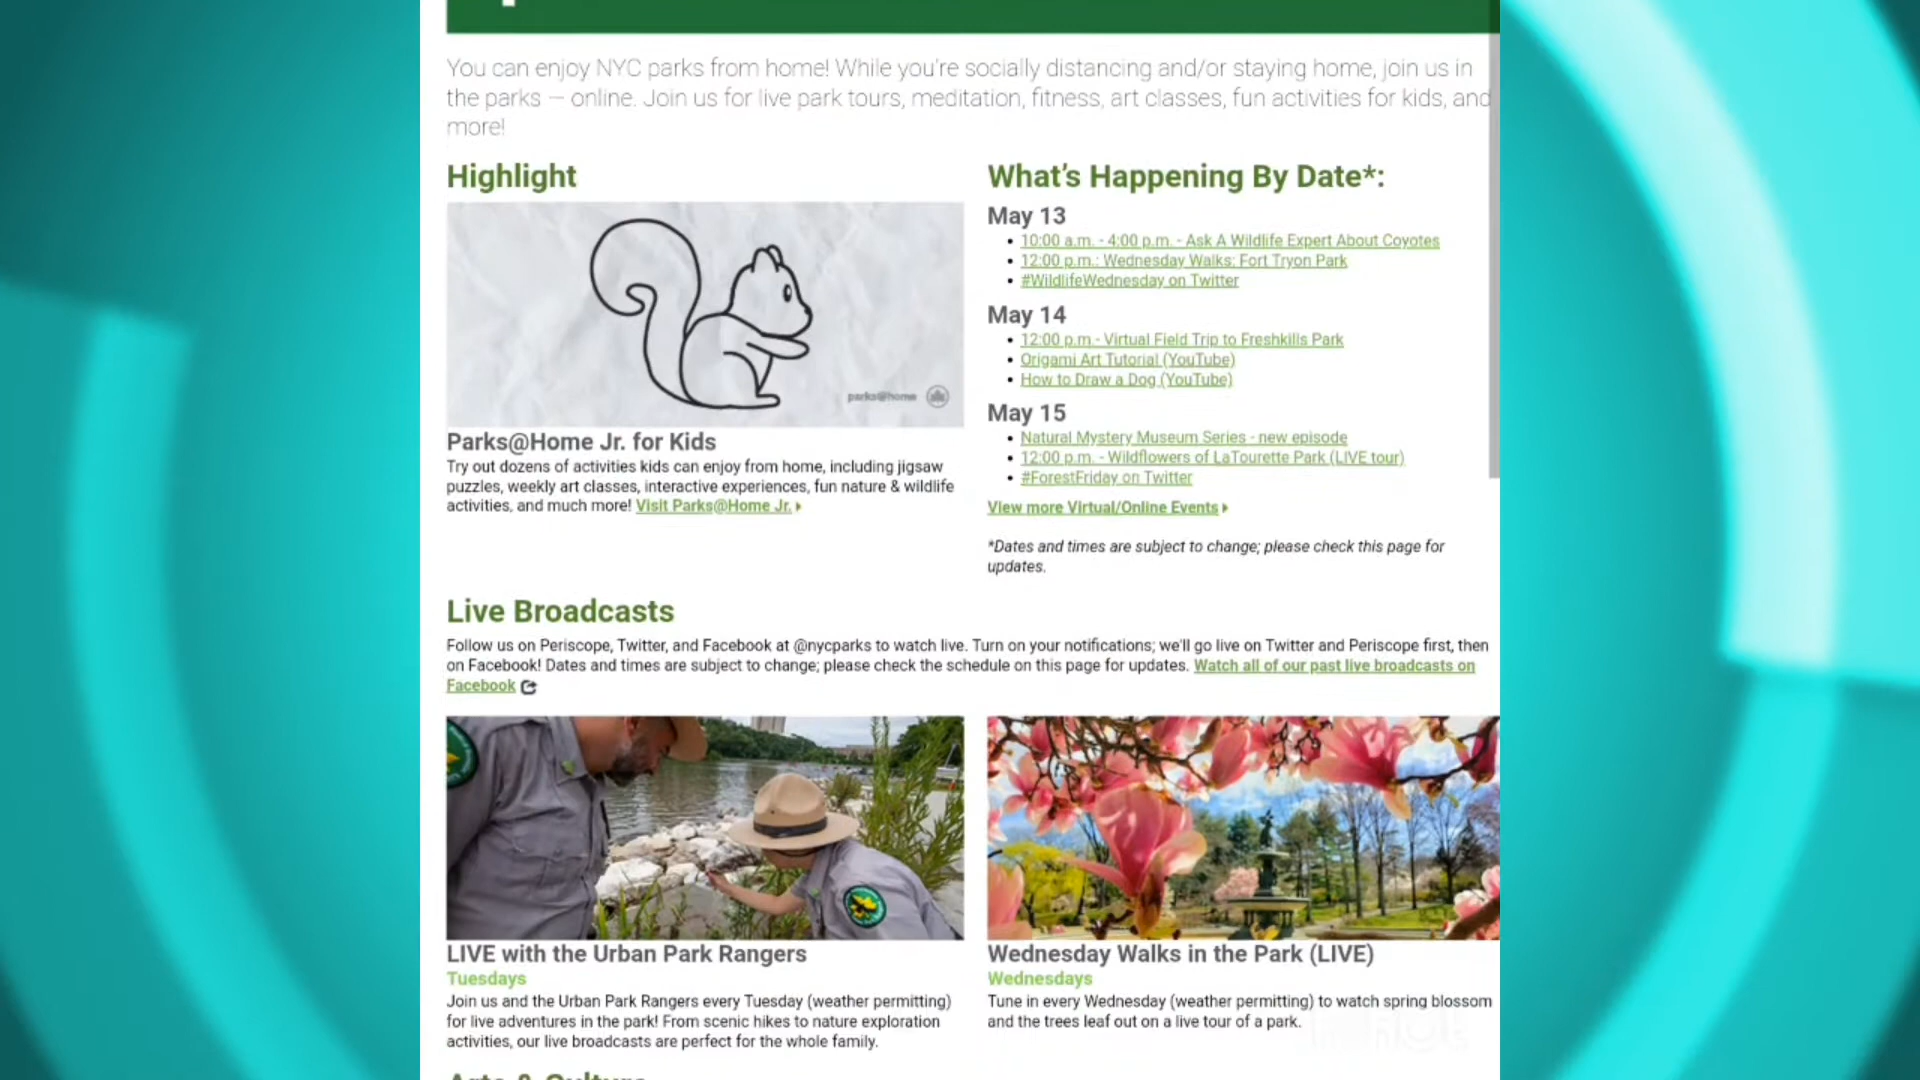 You can enjoy NYC parks from home! While you're socially distancing and/or staying home, join us in
the parks — online. Join us for live park tours, meditation, fitness, art classes, fun activities for kids, and
more!
Highlight
parks@home
Parks@Home Jr. for Kids
Try out dozens of activities kids can enjoy from home, including jigsaw
puzzles, weekly art classes, interactive experiences, fun nature & wildlife
activities, and much more! Visit Parks@Home Jr.
What's Happening By Date*:
May 13
• 10:00 a.m. - 4:00 p.m. - Ask A Wildlife Expert About Coyotes
• 12:00 p.m.: Wednesday Walks: Fort Tryon Park
• #WildlifeWednesday on Twitter
May 14
• 12:00 p.m - Virtual Field Trip to Freshkills Park
• Origami Art Tutorial (YouTube)
• How to Draw a Dog (YouTube)
May 15
• Natural Mystery Museum Series - new episode
• 12:00 p.m. - Wildflowers of LaTourette Park (LIVE tour)
• #ForestFriday on Twitter
View more Virtual/Online Events
*Dates and times are subject to change; please check this page for
updates.
Live Broadcasts
Follow us on Periscope, Twitter, and Facebook at @nycparks to watch live. Turn on your notifications; we'll go live on Twitter and Periscope first, then
on Facebook! Dates and times are subject to change; please check the schedule on this page for updates. Watch all of our past live broadcasts on
Facebook
LIVE with the Urban Park Rangers
Tuesdays
Join us and the Urban Park Rangers every Tuesday (weather permitting)
for live adventures in the park! From scenic hikes to nature exploration
activities, our live broadcasts are perfect for the whole family.
Wednesday Walks in the Park (LIVE)
Wednesdays
Tune in every Wednesday (weather permitting) to watch spring blossom
and the trees leaf out on a live tour of a park.
Arts & Culture